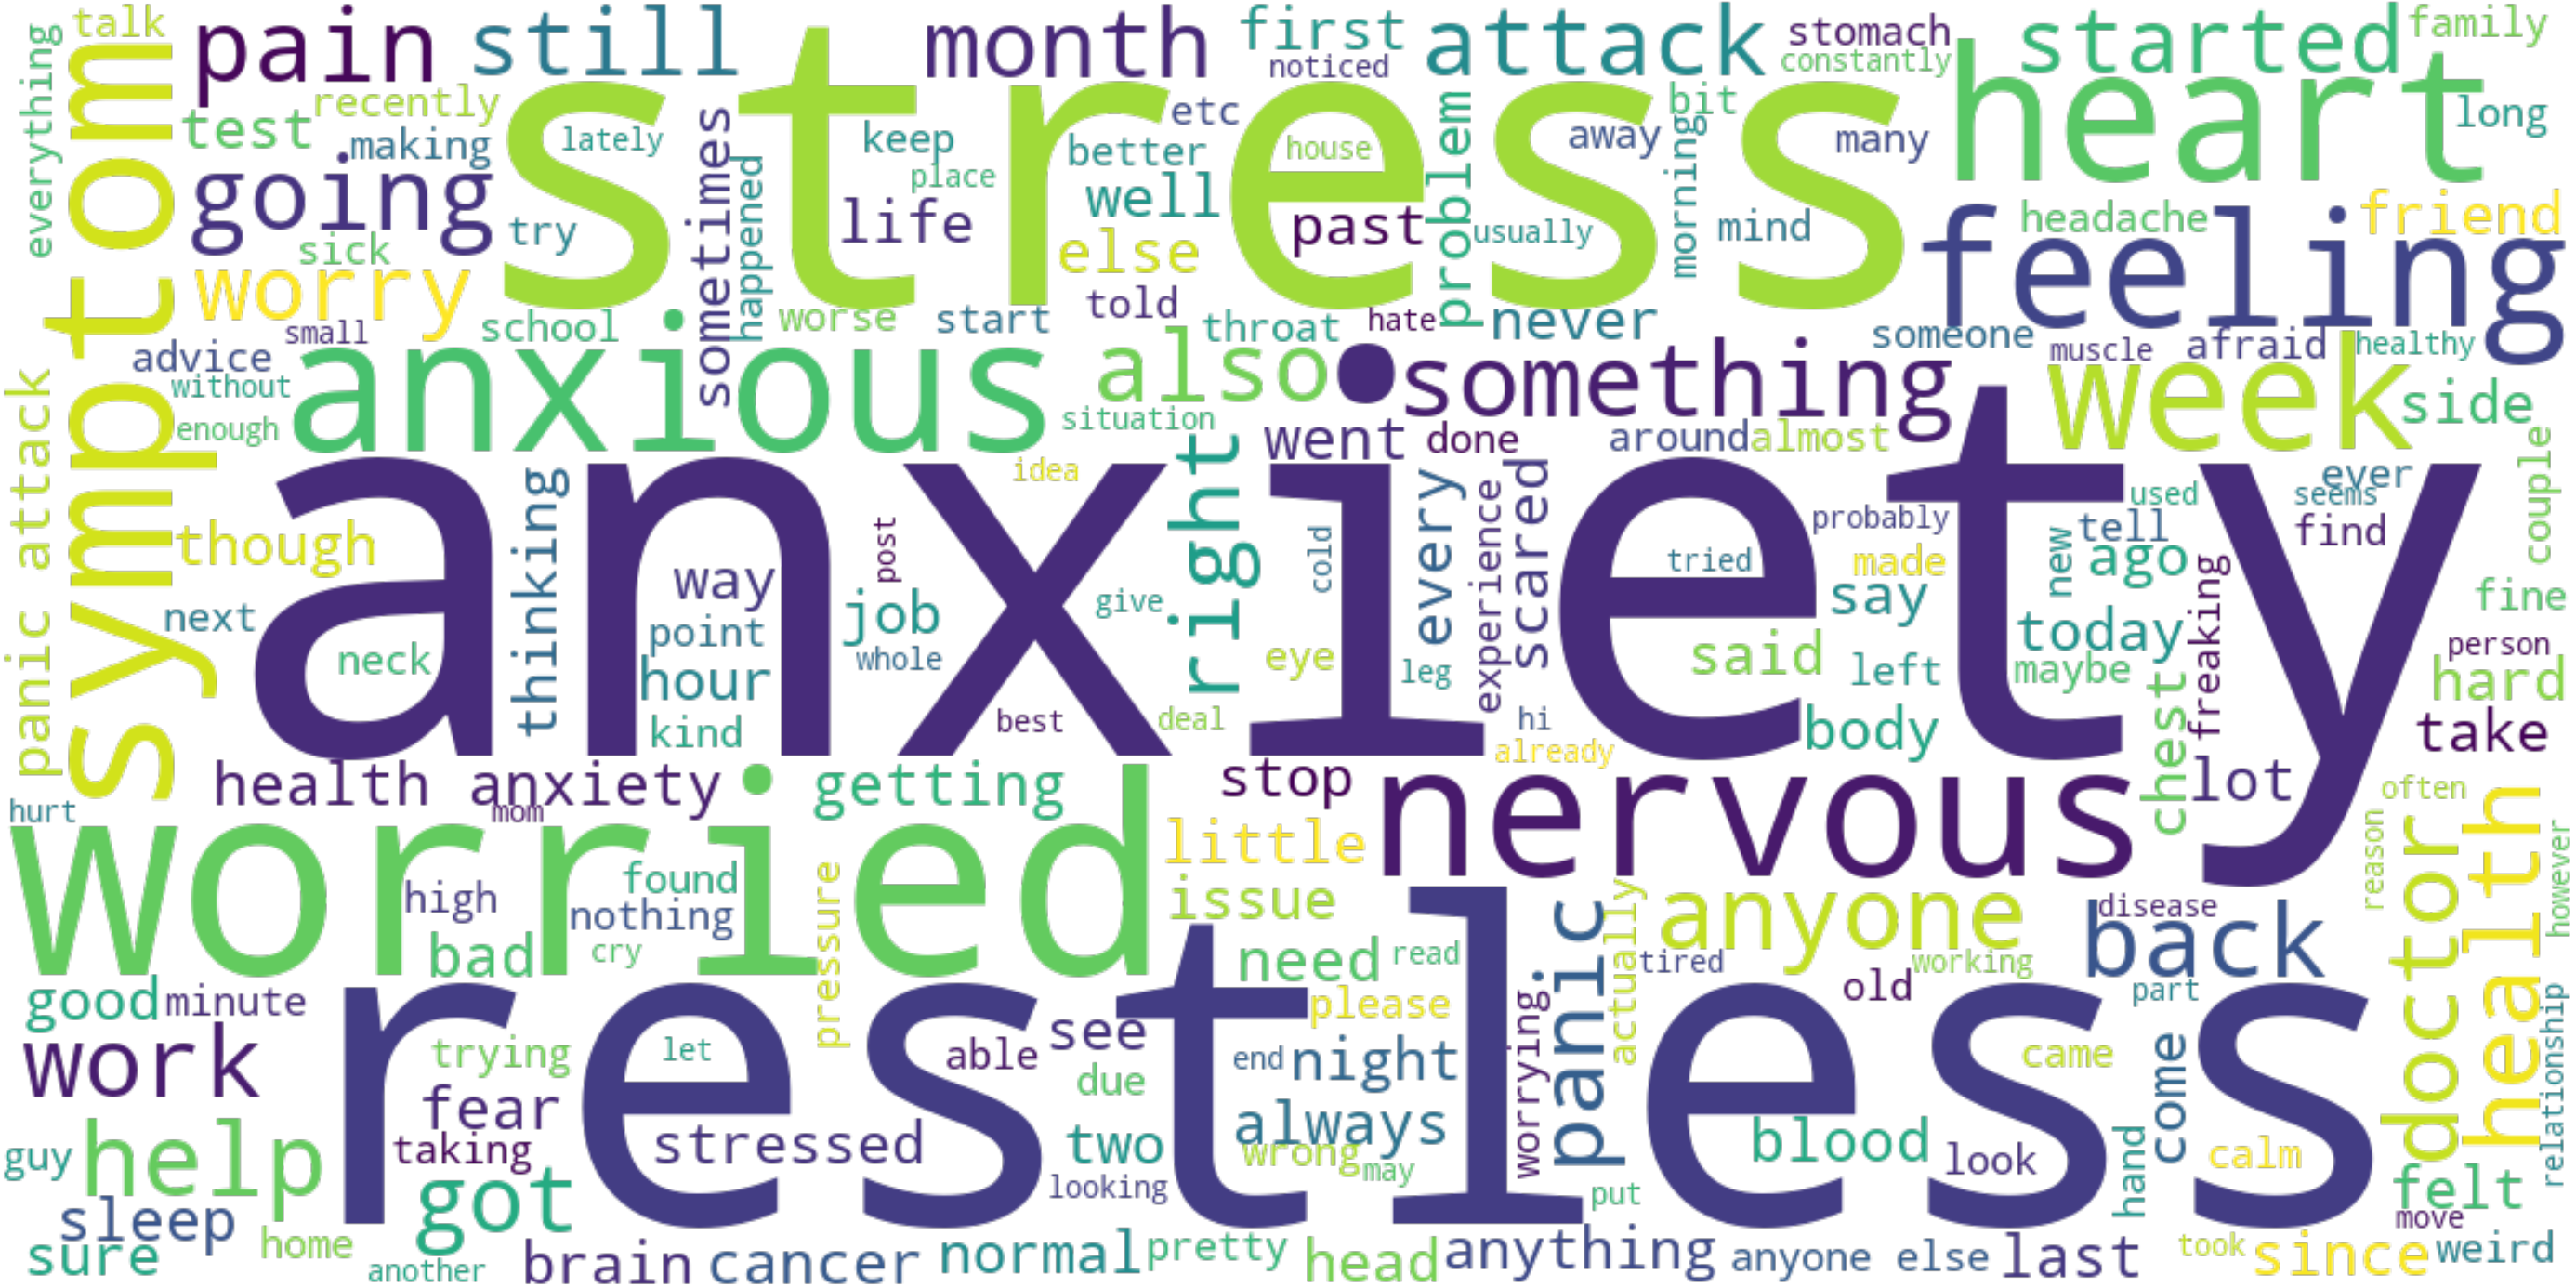 everything
talk
pain
still
month
first
attack
stomach
started
family
noticed
constantly
symptom
recently
test
stress
etc
bit
heart
long
making
lately
sometimes
keep
better
house
problem
away
morning
many
going
happened
place
well
life
past
usually
mind
headache
friend
sick
try
else
feeling
worry
told
small
school
worse
start
throat
hate
never
someone
muscle
afraid
healthy
advice
anxious
also
something
week
without
side
enough
situation
panic attack
went
done
around
almost
right
idea
every
scared
ever
couple
anxiety
thinking
though
post
cold
experience
probably
used
seems
tell
find
way
tried
made
new
ago
freaking
next
point
job
give
say
fine
today
neck
hour
whole
eye
leg
said
left
maybe
person
hard
kind
best
deal
hi
body
chest
take
already
health anxiety
getting
stop
nervous
lot
often
hurt
mom
worried
little
reason
health
doctor
however
high
found
nothing
pressure
issue
panic
actually
anyone
disease
back
bad
cry
need
read
tired
working
good
minute
restless
please
worrying
old
part
work
trying
let
able
see
end
night
came
come
relationship
fear
due
always
help
taking
stressed
two
wrong
may
blood
look
hand
calm
guy
got
looking
put
felt
sleep
move
sure
home
another
brain
cancer
normal
pretty
head
anything
anyone else
last
took
since
weird